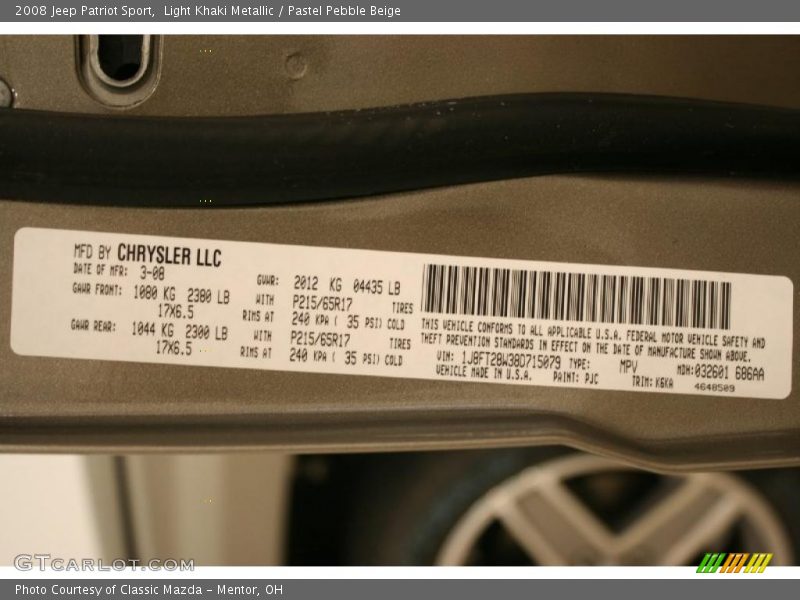 2008 Jeep Patriot Sport,  Light Khaki Metallic / Pastel Pebble Beige
MFD BY CHRYSLER LLC
DATE OF MFR: 3-08
GVWR: 2012 KG 04435 LB
GAWR FRONT: 1080 KG 2380 LB WITH P215/65R17 TIRES
17X6.5 RIMS AT 240 KPA ( 35 PSI) COLD
GAWR REAR: 1044 KG 2300 LB WITH P215/65R17 TIRES
17X6.5 RIMS AT 240 KPA ( 35 PSI) COLD
THIS VEHICLE CONFORMS TO ALL APPLICABLE U.S.A. FEDERAL MOTOR VEHICLE SAFETY AND
THEFT PREVENTION STANDARDS IN EFFECT ON THE DATE OF MANUFACTURE SHOWN ABOVE.
VIN: 1J8FT28W38D715079 TYPE: MPV MDH:032601 686AA
VEHICLE MADE IN U.S.A. PAINT: PJC TRIM: K6KA 4648509
GTCarLot.com
Photo Courtesy of Classic Mazda - Mentor, OH